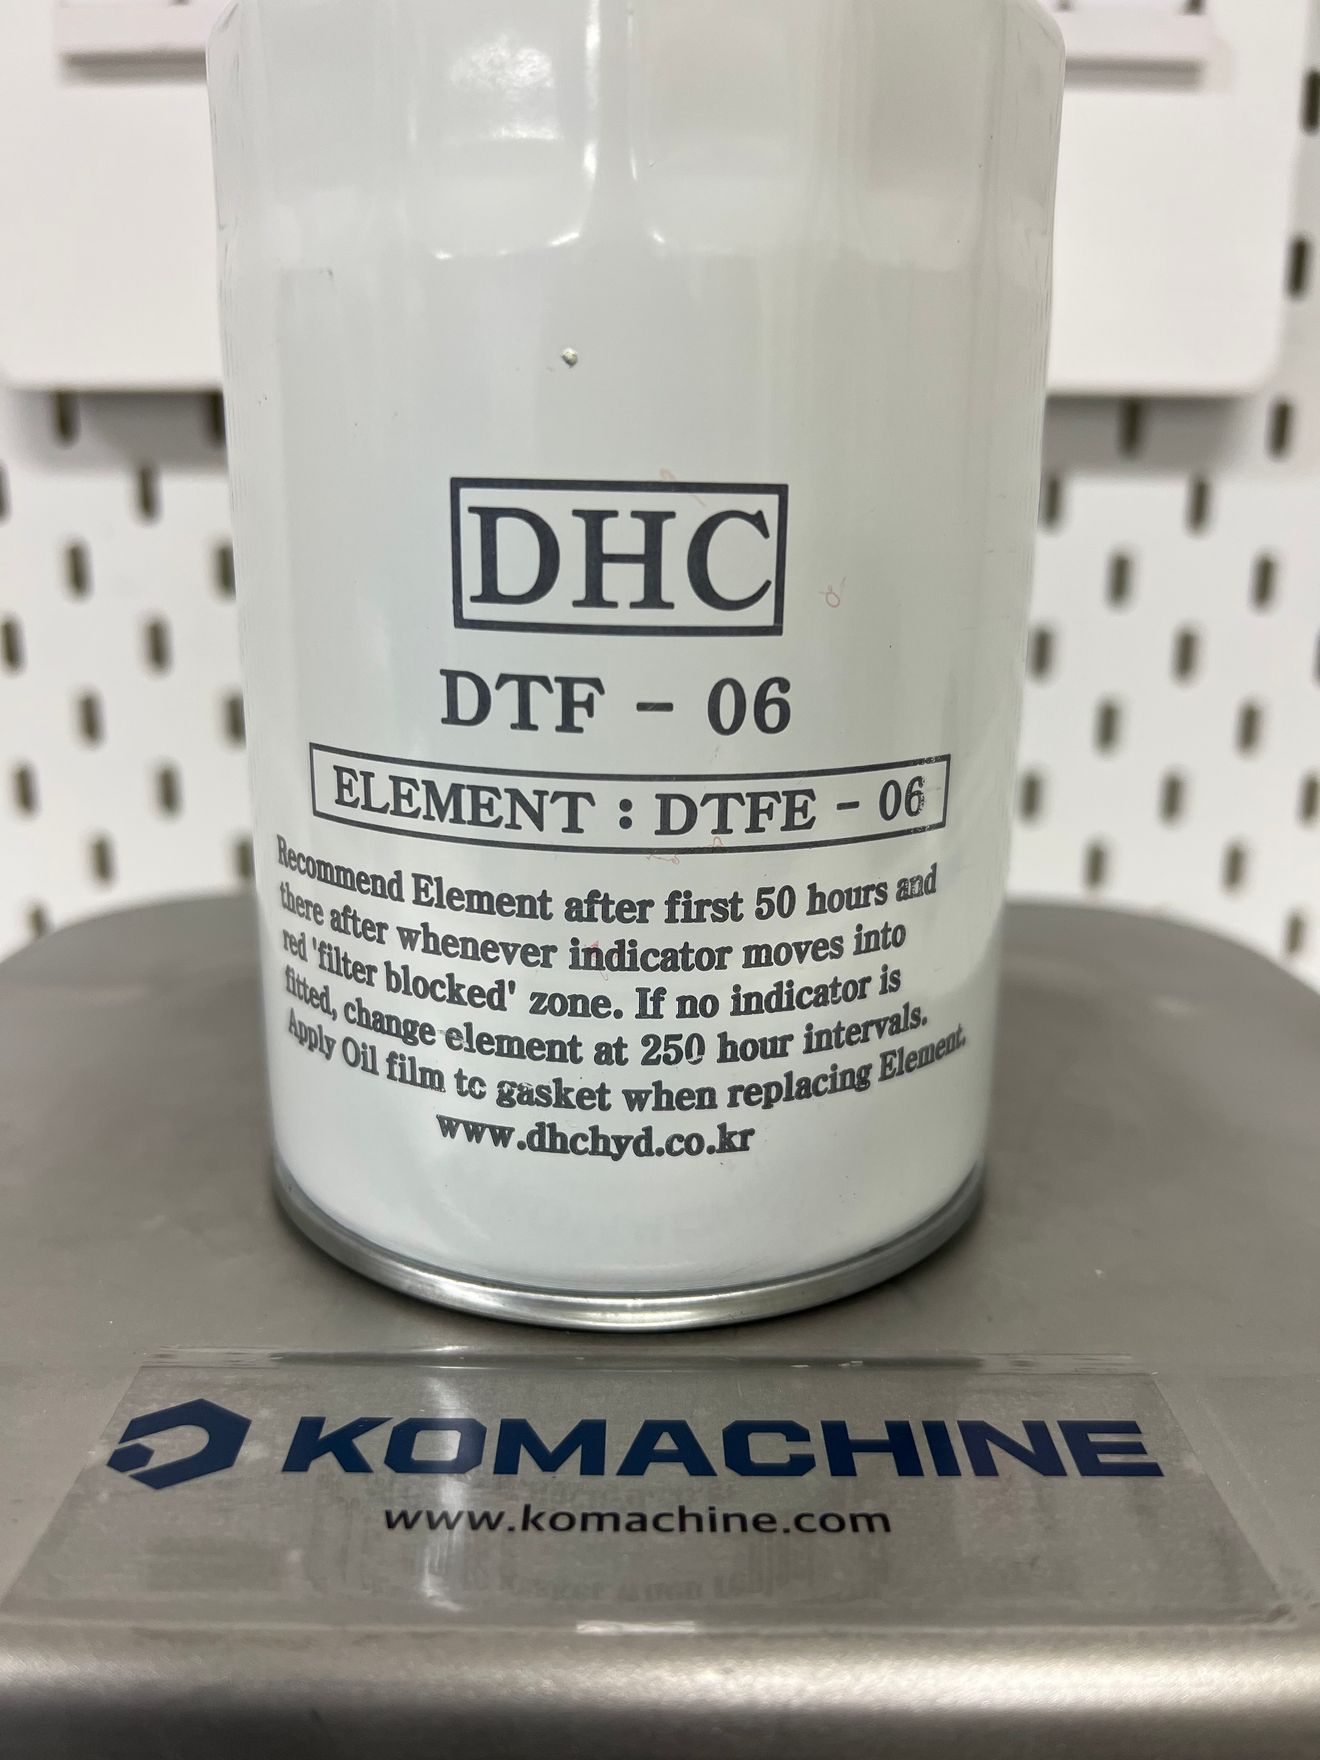 DHC
DTF - 06
ELEMENT : DTFE - 06
Recommend Element after first 50 hours and
there after whenever indicator moves into
red 'filter blocked' zone. If no indicator is
fitted, change element at 250 hour intervals.
Apply Oil film to gasket when replacing Element.
www.dhchyd.co.kr
KOMACHINE
www.komachine.com